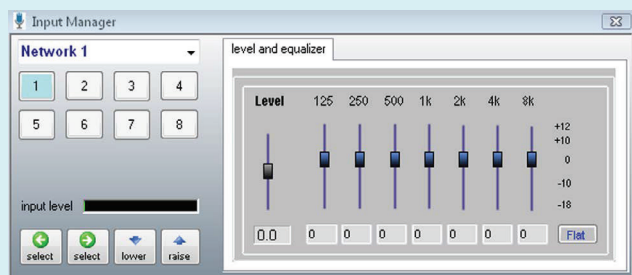 Input Manager
Network 1
1 2 3 4
5 6 7 8
input level
select select lower raise
level and equalizer
Level 125 250 500 1k 2k 4k 8k
+12
+10
0
-10
-18
0.0 0 0 0 0 0 0 0 Flat